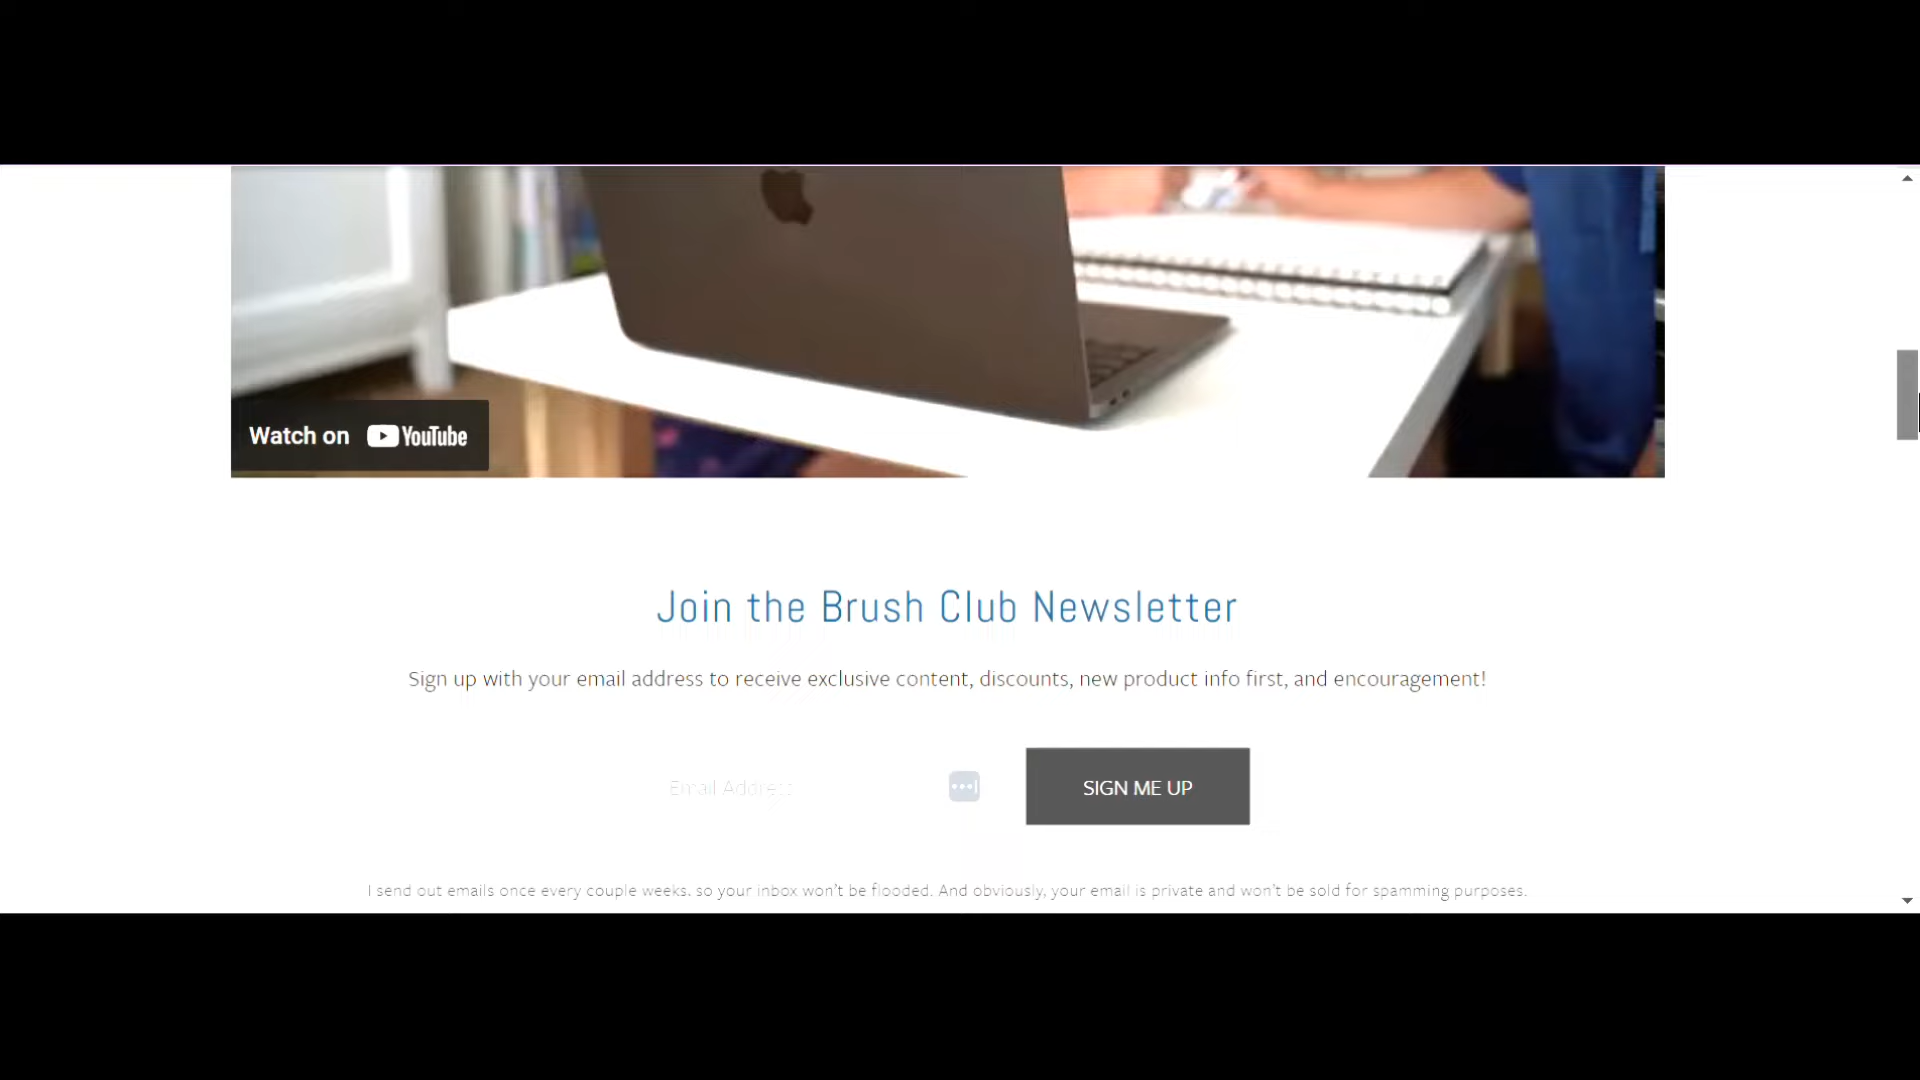 Watch on YouTube
Join the Brush Club Newsletter
Sign up with your email address to receive exclusive content, discounts, new product info first, and encouragement!
Email Address
SIGN ME UP
I send out emails once every couple weeks. so your inbox won't be flooded. And obviously, your email is private and won't be sold for spamming purposes.